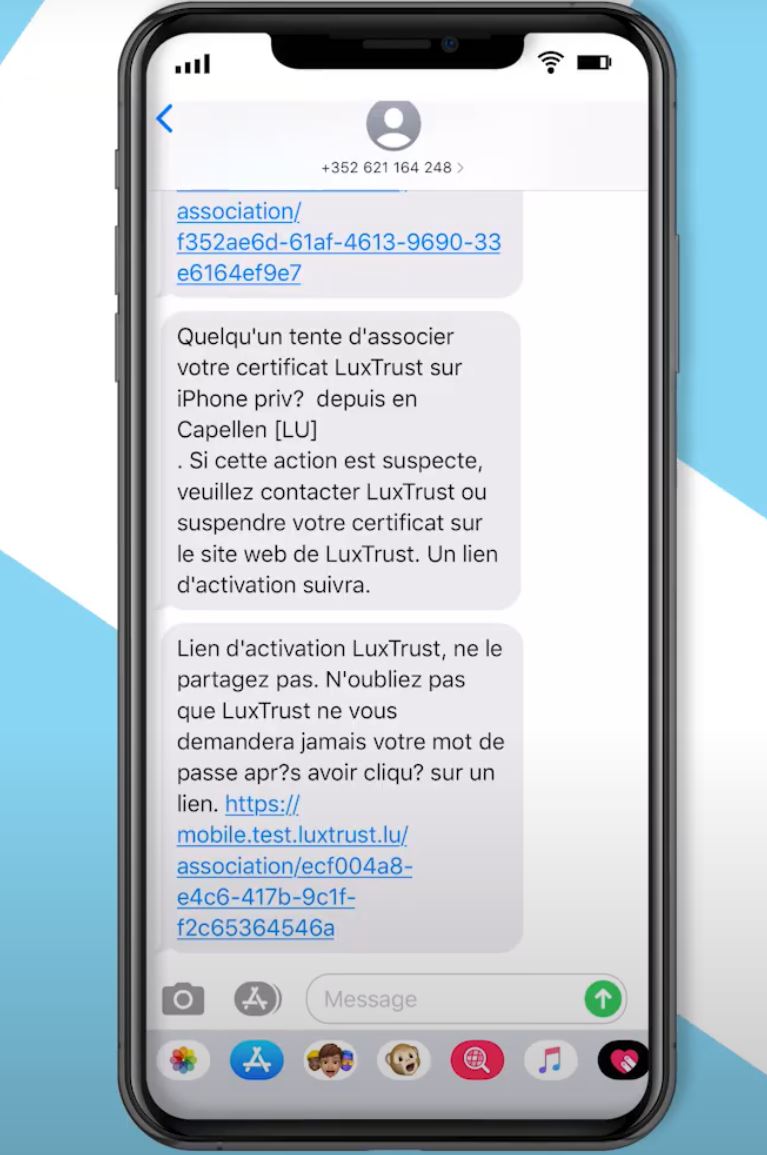 +352 621 164 248 >
association/
f352ae6d-61af-4613-9690-33
e6164ef9e7
Quelqu'un tente d'associer
votre certificat LuxTrust sur
iPhone priv?  depuis en
Capellen [LU]
. Si cette action est suspecte,
veuillez contacter LuxTrust ou
suspendre votre certificat sur
le site web de LuxTrust. Un lien
d'activation suivra.
Lien d'activation LuxTrust, ne le
partagez pas. N'oubliez pas
que LuxTrust ne vous
demandera jamais votre mot de
passe apr?s avoir cliqu? sur un
lien. https://
mobile.test.luxtrust.lu/
association/ecf004a8-
e4c6-417b-9c1f-
f2c65364546a
Message